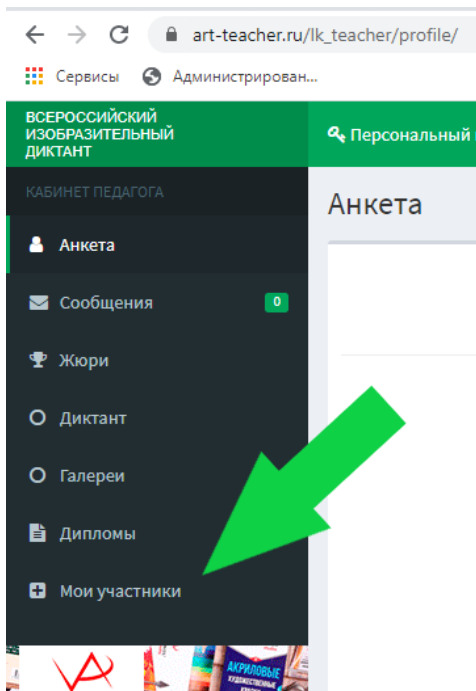 art-teacher.ru/lk_teacher/profile/
Сервисы Администрирован...
ВСЕРОССИЙСКИЙ
ИЗОБРАЗИТЕЛЬНЫЙ
ДИКТАНТ
Персональный
КАБИНЕТ ПЕДАГОГА
Анкета
Анкета
Сообщения 0
Жюри
Диктант
Галереи
Дипломы
Мои участники
АКРИЛОВЫЕ
ХУДОЖЕСТВЕННЫЕ